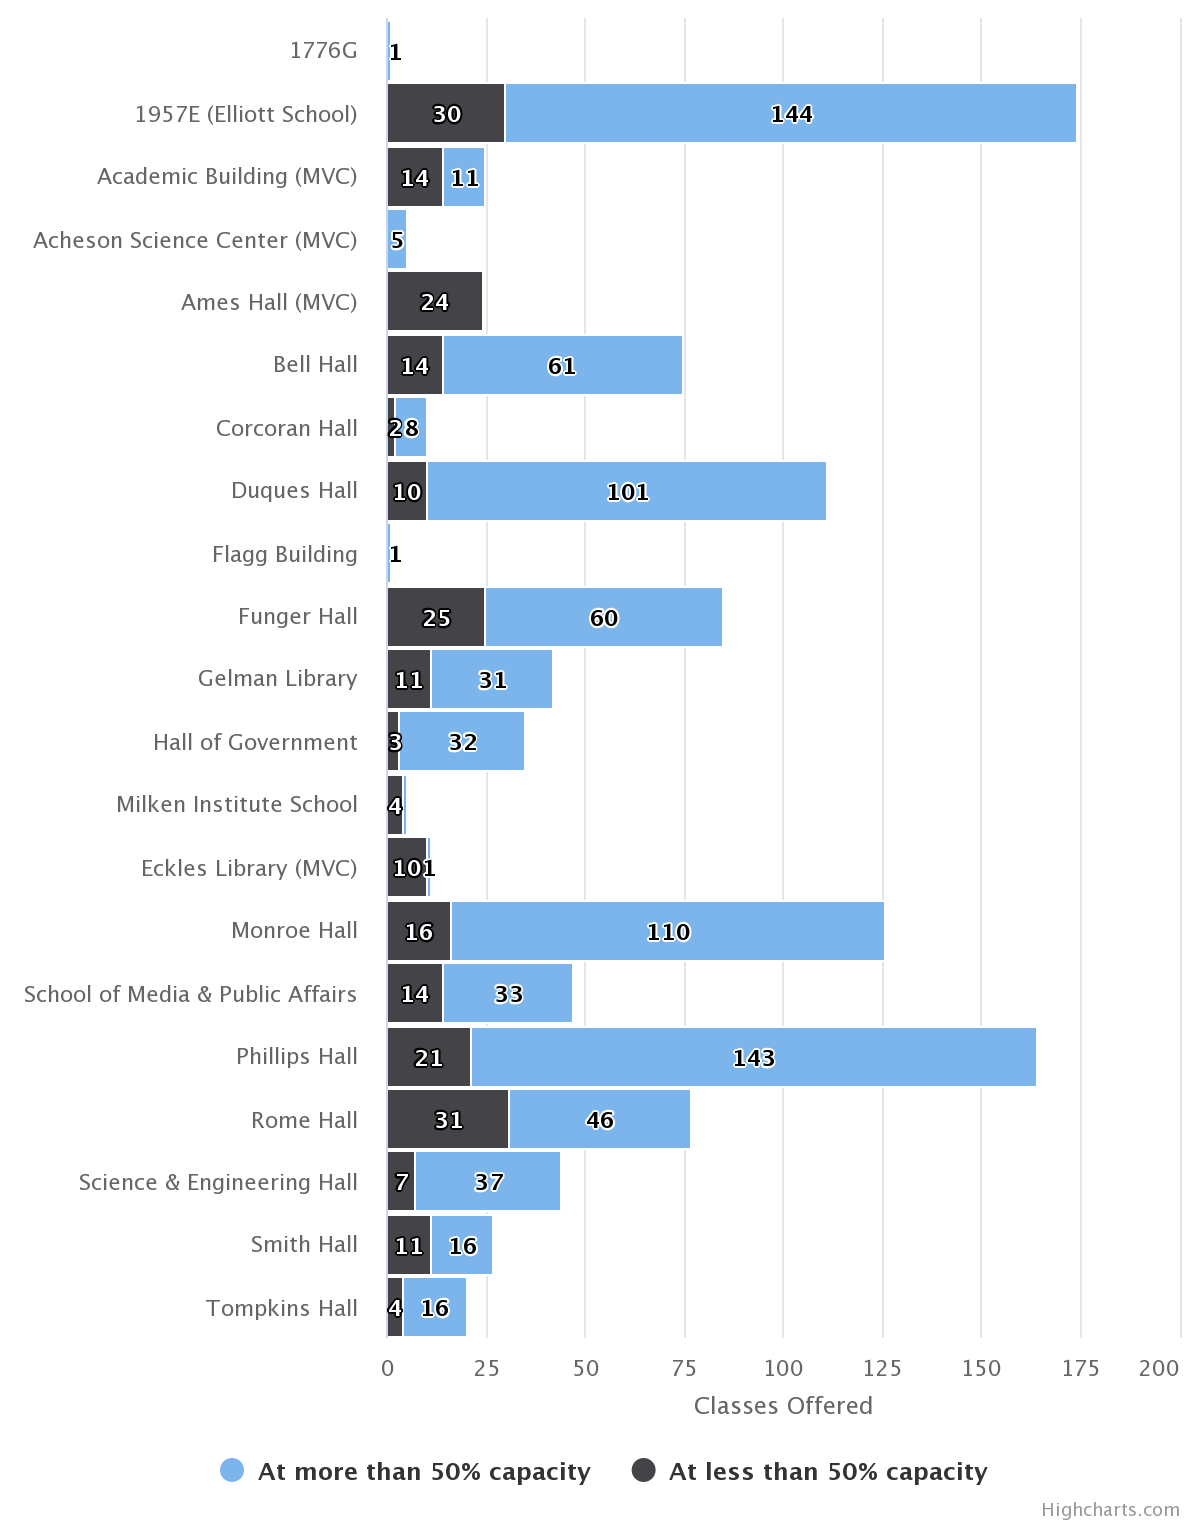 1776G 1
1957E (Elliott School) 30 144
Academic Building (MVC) 14 11
Acheson Science Center (MVC) 5
Ames Hall (MVC) 24
Bell Hall 14 61
Corcoran Hall 2 8
Duques Hall 10 101
Flagg Building 1
Funger Hall 25 60
Gelman Library 11 31
Hall of Government 3 32
Milken Institute School 4
Eckles Library (MVC) 10 1
Monroe Hall 16 110
School of Media & Public Affairs 14 33
Phillips Hall 21 143
Rome Hall 31 46
Science & Engineering Hall 7 37
Smith Hall 11 16
Tompkins Hall 4 16
0 25 50 75 100 125 150 175 200
Classes Offered
At more than 50% capacity At less than 50% capacity
Highcharts.com